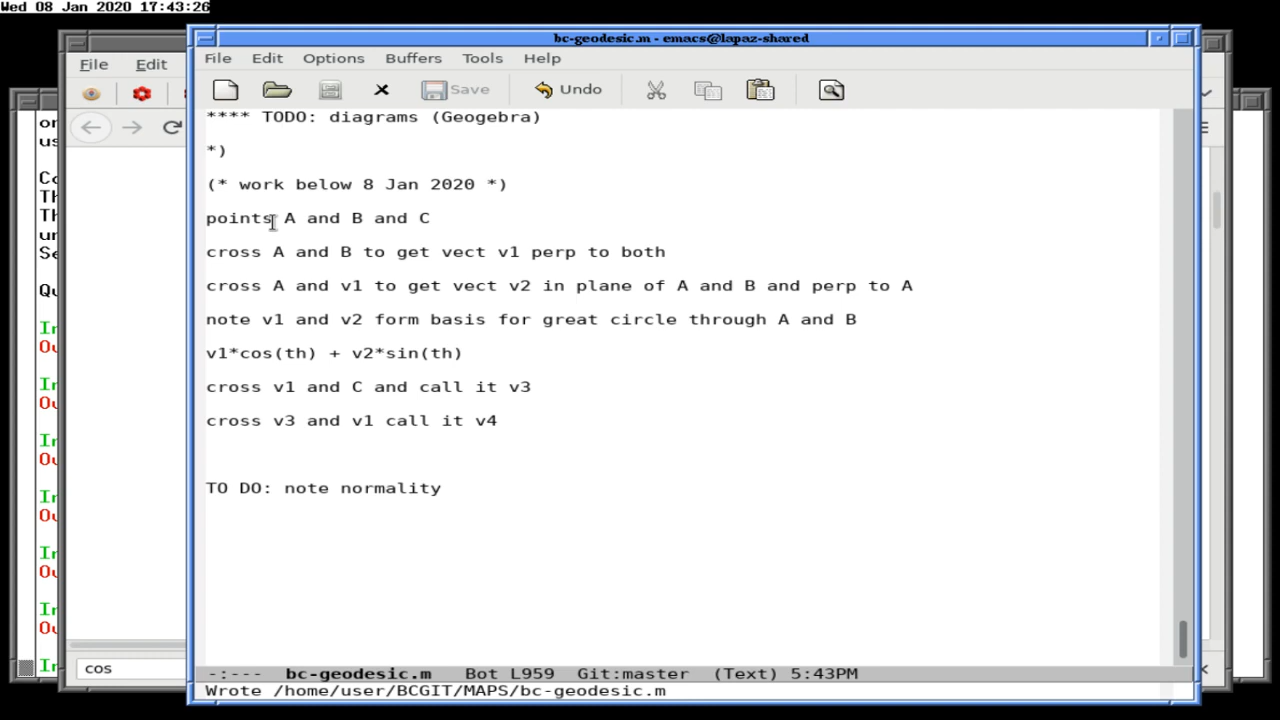 Wed 08 Jan 2020 17:43:26
bc-geodesic.m - emacs@lapaz-shared
File Edit
File Edit Options Buffers Tools Help
Save Undo
**** TODO: diagrams (Geogebra)
*)
(* work below 8 Jan 2020 *)
points A and B and C
cross A and B to get vect v1 perp to both
cross A and v1 to get vect v2 in plane of A and B and perp to A
note v1 and v2 form basis for great circle through A and B
v1*cos(th) + v2*sin(th)
cross v1 and C and call it v3
cross v3 and v1 call it v4
TO DO: note normality
cos
-:--- bc-geodesic.m Bot L959 Git:master (Text) 5:43PM
Wrote /home/user/BCGIT/MAPS/bc-geodesic.m